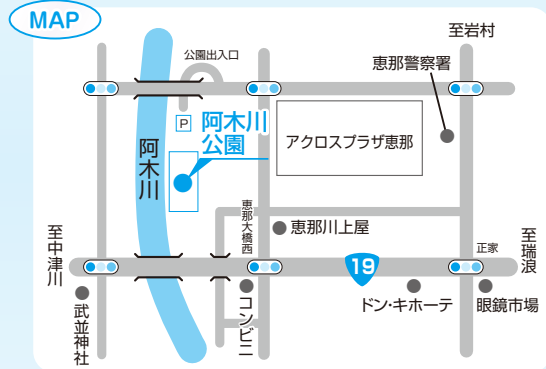 MAP
至岩村
公園出入口
恵那警察署
P
阿木川
公園
アクロスプラザ恵那
阿木川
恵那大橋西
恵那川上屋
至中津川
19
正家
至瑞浪
武並神社
コンビニ
ドン・キホーテ
眼鏡市場